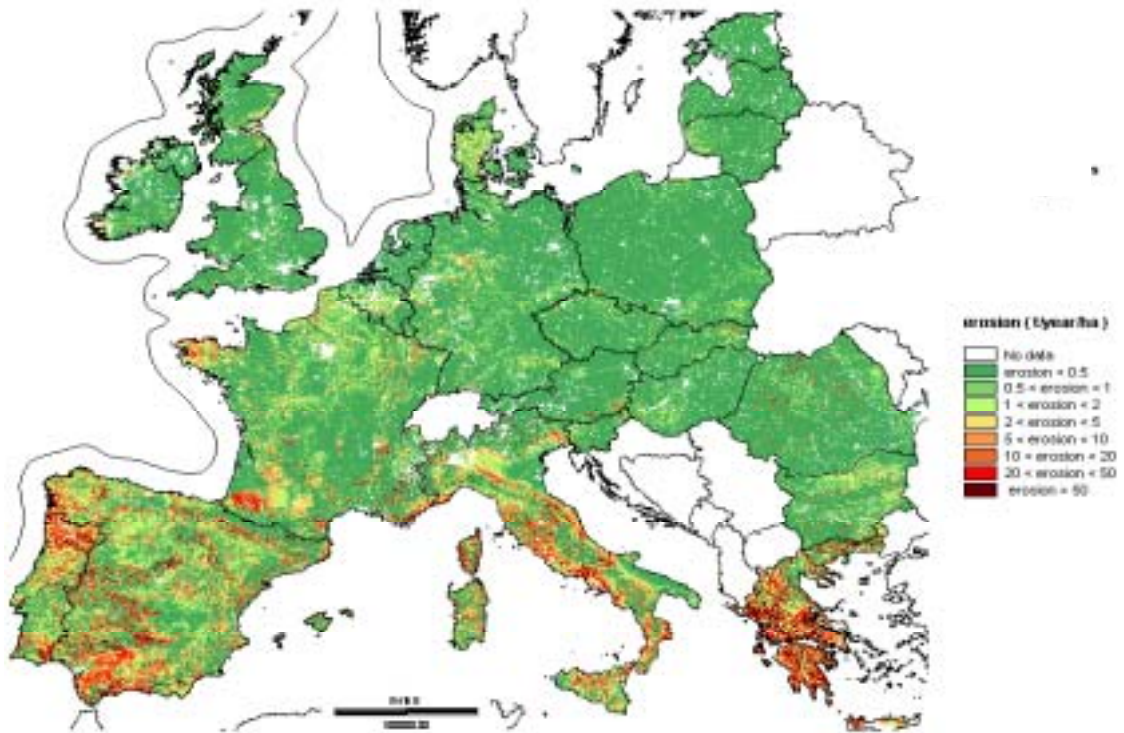 erosion ( t/year/ha )
No data
erosion < 0.5
0.5 < erosion < 1
1 < erosion < 2
2 < erosion < 5
5 < erosion < 10
10 < erosion < 20
20 < erosion < 50
erosion > 50